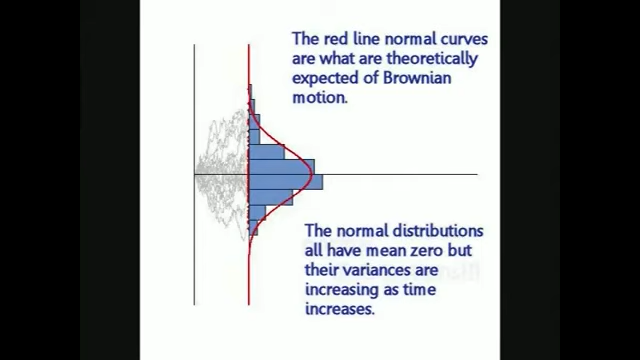 The red line normal curves
are what are theoretically
expected of Brownian
motion.
The normal distributions
all have mean zero but
their variances are
increasing as time
increases.